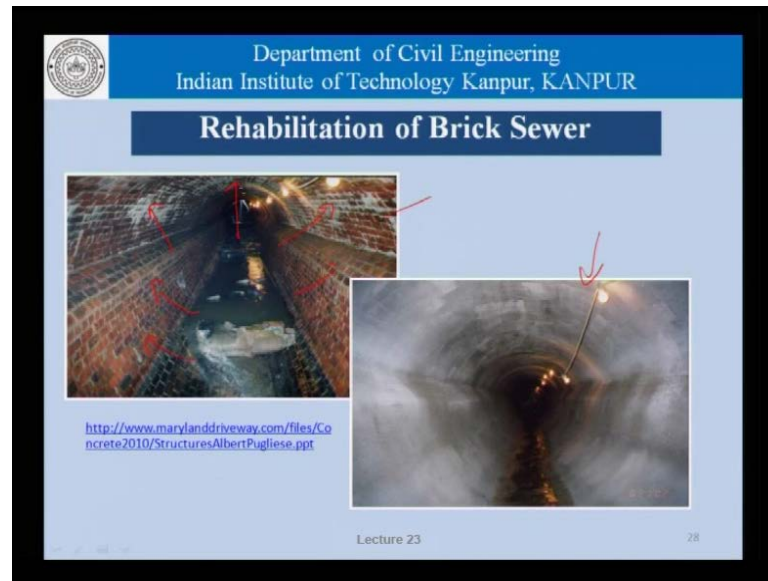 Department of Civil Engineering
Indian Institute of Technology Kanpur, KANPUR
Rehabilitation of Brick Sewer
http://www.marylanddriveway.com/files/Co
ncrete2010/StructuresAlbertPugliese.ppt
Lecture 23
28